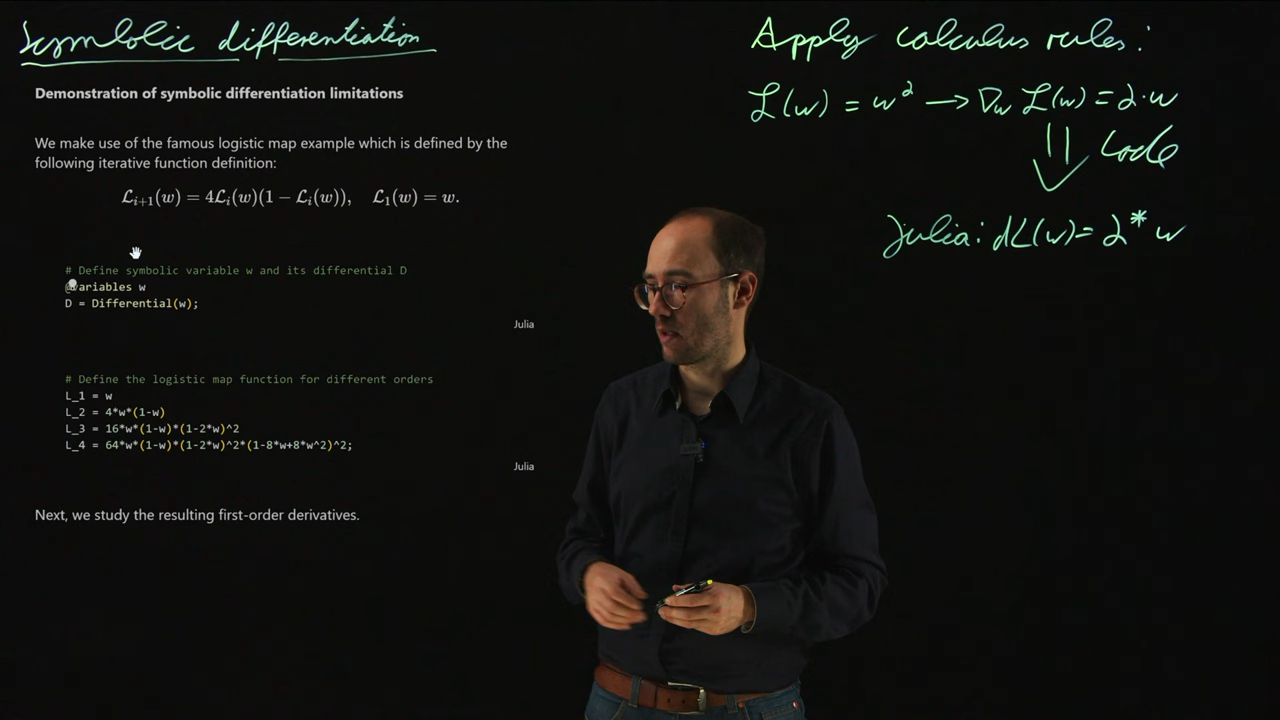 Symbolic differentiation
Demonstration of symbolic differentiation limitations
We make use of the famous logistic map example which is defined by the
following iterative function definition:
ℒᵢ₊₁(w) = 4ℒᵢ(w)(1 − ℒᵢ(w)),    ℒ₁(w) = w.
# Define symbolic variable w and its differential D
@variables w
D = Differential(w);
Julia
# Define the logistic map function for different orders
L_1 = w
L_2 = 4*w*(1-w)
L_3 = 16*w*(1-w)*(1-2*w)^2
L_4 = 64*w*(1-w)*(1-2*w)^2*(1-8*w+8*w^2)^2;
Julia
Next, we study the resulting first-order derivatives.
Apply calculus rules:
ℒ(w) = w² → ∇w ℒ(w) = 2·w
⇓ Code
Julia: dL(w) = 2 * w